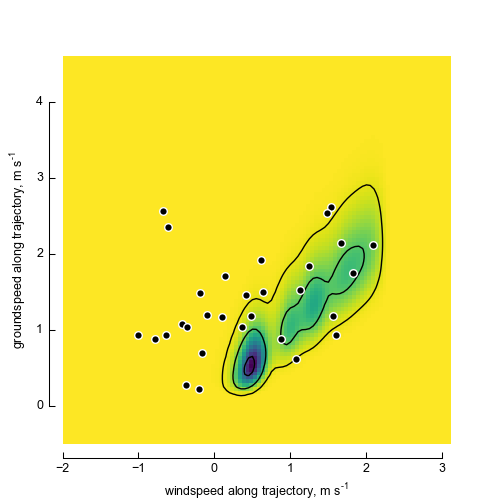 4
3
2
1
0
groundspeed along trajectory, m s⁻¹
−2 −1 0 1 2 3
windspeed along trajectory, m s⁻¹